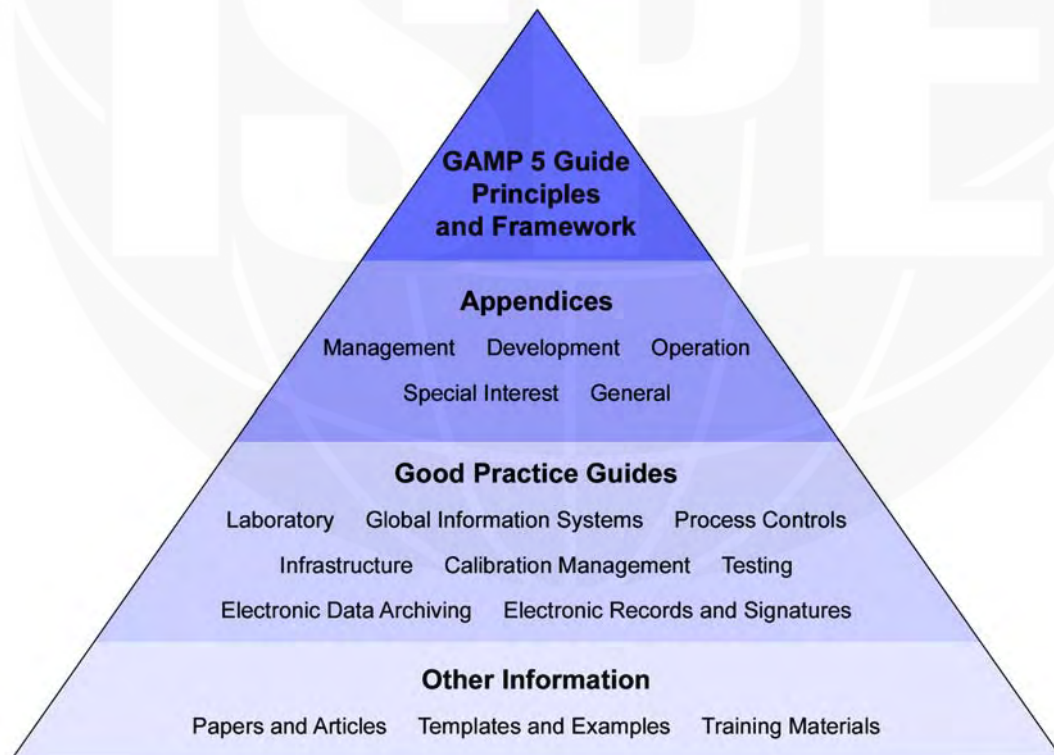 ISPE
GAMP 5 Guide
Principles
and Framework
Appendices
Management Development Operation
Special Interest General
Good Practice Guides
Laboratory Global Information Systems Process Controls
Infrastructure Calibration Management Testing
Electronic Data Archiving Electronic Records and Signatures
Other Information
Papers and Articles Templates and Examples Training Materials